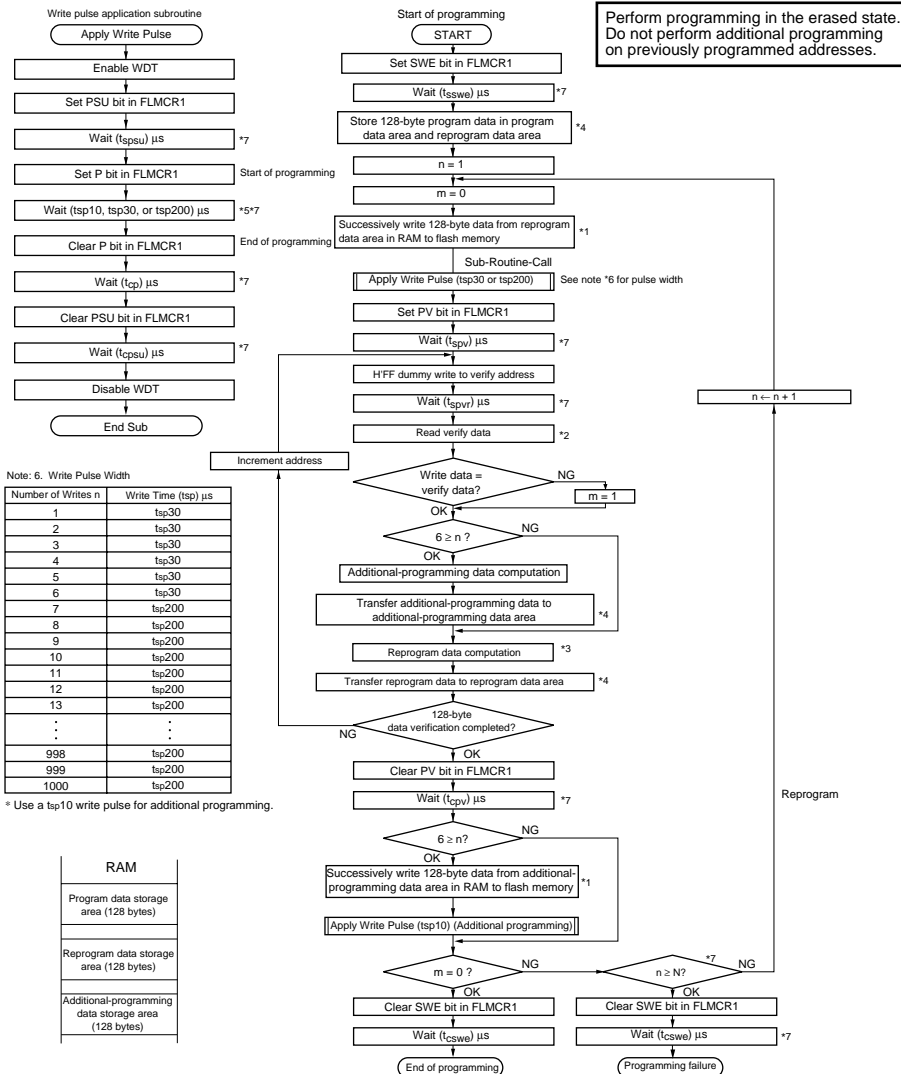 Write pulse application subroutine
Apply Write Pulse
Enable WDT
Set PSU bit in FLMCR1
Wait (tspsu) μs
*7
Set P bit in FLMCR1
Start of programming
Wait (tsp10, tsp30, or tsp200) μs
*5*7
Clear P bit in FLMCR1
End of programming
Wait (tcp) μs
*7
Clear PSU bit in FLMCR1
Wait (tcpsu) μs
*7
Disable WDT
End Sub
Note: 6. Write Pulse Width
Number of Writes n Write Time (tsp) μs
1 tsp30
2 tsp30
3 tsp30
4 tsp30
5 tsp30
6 tsp30
7 tsp200
8 tsp200
9 tsp200
10 tsp200
11 tsp200
12 tsp200
13 tsp200
⋮ ⋮
998 tsp200
999 tsp200
1000 tsp200
* Use a tsp10 write pulse for additional programming.
RAM
Program data storage
area (128 bytes)
Reprogram data storage
area (128 bytes)
Additional-programming
data storage area
(128 bytes)
Start of programming
START
Set SWE bit in FLMCR1
Wait (tsswe) μs
*7
Store 128-byte program data in program
data area and reprogram data area
*4
n = 1
m = 0
Successively write 128-byte data from reprogram
data area in RAM to flash memory
*1
Sub-Routine-Call
Apply Write Pulse (tsp30 or tsp200)
See note *6 for pulse width
Set PV bit in FLMCR1
Wait (tspv) μs
*7
H'FF dummy write to verify address
Wait (tspvr) μs
*7
Read verify data
*2
Increment address
Write data =
verify data?
NG
m = 1
OK
6 ≥ n ?
NG
OK
Additional-programming data computation
Transfer additional-programming data to
additional-programming data area
*4
Reprogram data computation
*3
Transfer reprogram data to reprogram data area
*4
128-byte
data verification completed?
NG
OK
Clear PV bit in FLMCR1
Wait (tcpv) μs
*7
6 ≥ n?
NG
OK
Successively write 128-byte data from additional-
programming data area in RAM to flash memory
*1
Apply Write Pulse (tsp10) (Additional programming)
m = 0 ?
NG
OK
Clear SWE bit in FLMCR1
Wait (tcswe) μs
End of programming
*7
n ≥ N?
NG
OK
Clear SWE bit in FLMCR1
Wait (tcswe) μs
*7
Programming failure
n ← n + 1
Reprogram
Perform programming in the erased state.
Do not perform additional programming
on previously programmed addresses.